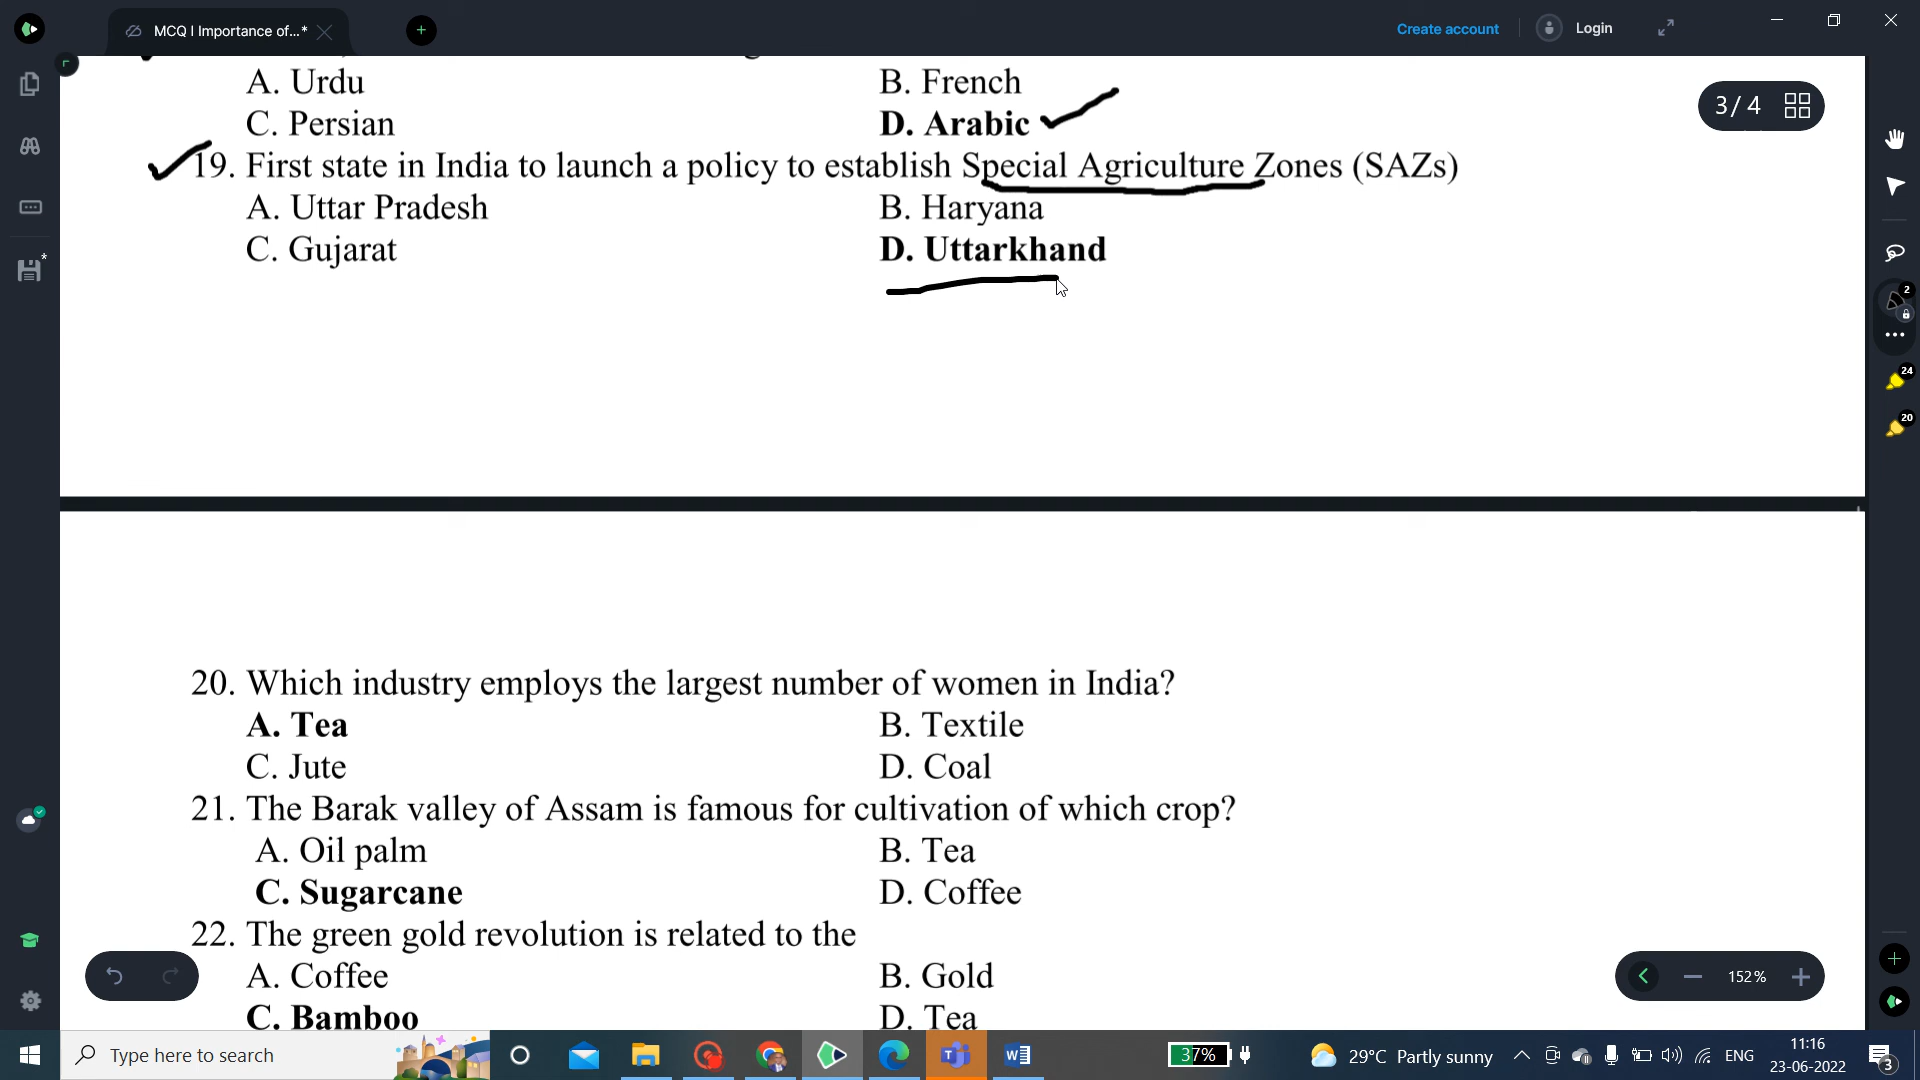 MCQ I Importance of...*
Create account
Login
A. Urdu
B. French
3/4
C. Persian
D. Arabic
19. First state in India to launch a policy to establish Special Agriculture Zones (SAZs)
A. Uttar Pradesh
B. Haryana
C. Gujarat
D. Uttarkhand
2
24
20
20. Which industry employs the largest number of women in India?
A. Tea
B. Textile
C. Jute
D. Coal
21. The Barak valley of Assam is famous for cultivation of which crop?
A. Oil palm
B. Tea
C. Sugarcane
D. Coffee
22. The green gold revolution is related to the
A. Coffee
B. Gold
152%
C. Bamboo
D. Tea
Type here to search
37%
29°C Partly sunny
ENG
11:16
23-06-2022
3